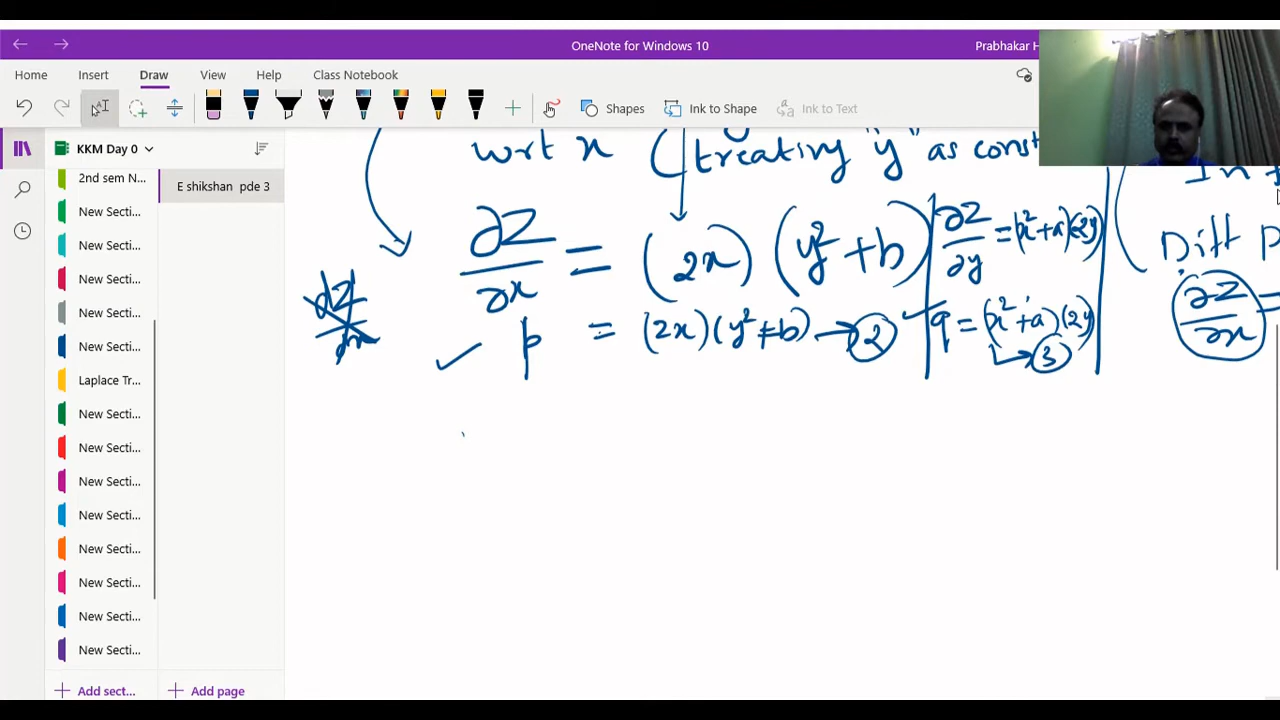 OneNote for Windows 10
Prabhakar H
Home Insert Draw View Help Class Notebook
Shapes Ink to Shape Ink to Text
KKM Day 0
2nd sem N...
New Secti...
New Secti...
New Secti...
New Secti...
New Secti...
Laplace Tr...
New Secti...
New Secti...
New Secti...
New Secti...
New Secti...
New Secti...
New Secti...
New Secti...
Add sect...
E shikshan pde 3
Add page
wrt x (treating "y" as const
∂Z/∂x = (2x) (y²+b)
p = (2x)(y²+b) → 2
dZ/dx
∂Z/∂y = (x²+a)(2y)
q = (x²+a)(2y)
→ 3
Diff p
∂Z/∂x =